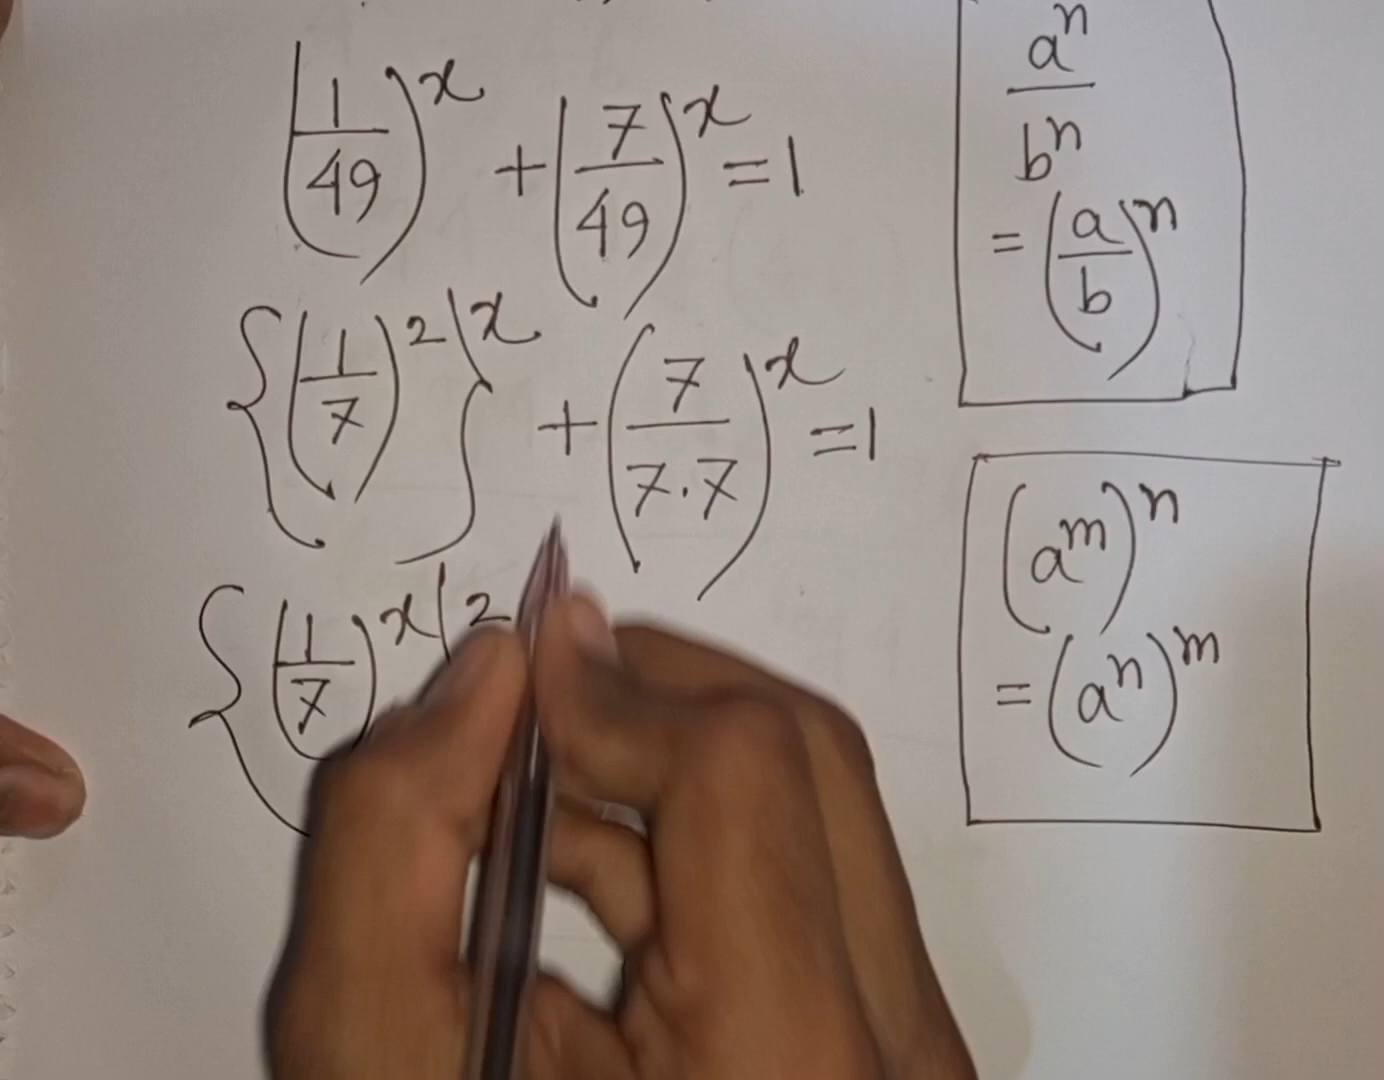 (1/49)^x + (7/49)^x = 1
{(1/7)^2}^x + (7/7.7)^x = 1
{(1/7)^x}^2
a^n/b^n
= (a/b)^n
(a^m)^n
= (a^n)^m